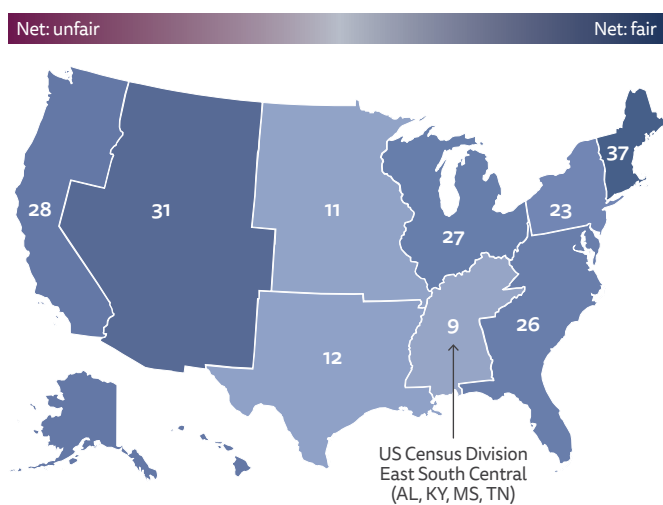 Net: unfair
Net: fair
37
28
31
11
23
27
9
26
12
US Census Division
East South Central
(AL, KY, MS, TN)